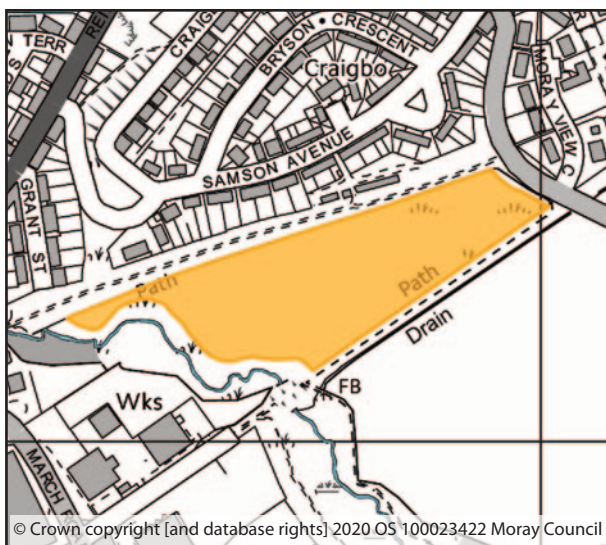 TERR
CRAIG
BRYSON • CRESCENT
Craigbo
MORAY VIEW C
SAMSON AVENUE
GRANT ST
Path
Path
Drain
FB
Wks
MARCH R
© Crown copyright [and database rights] 2020 OS 100023422 Moray Council